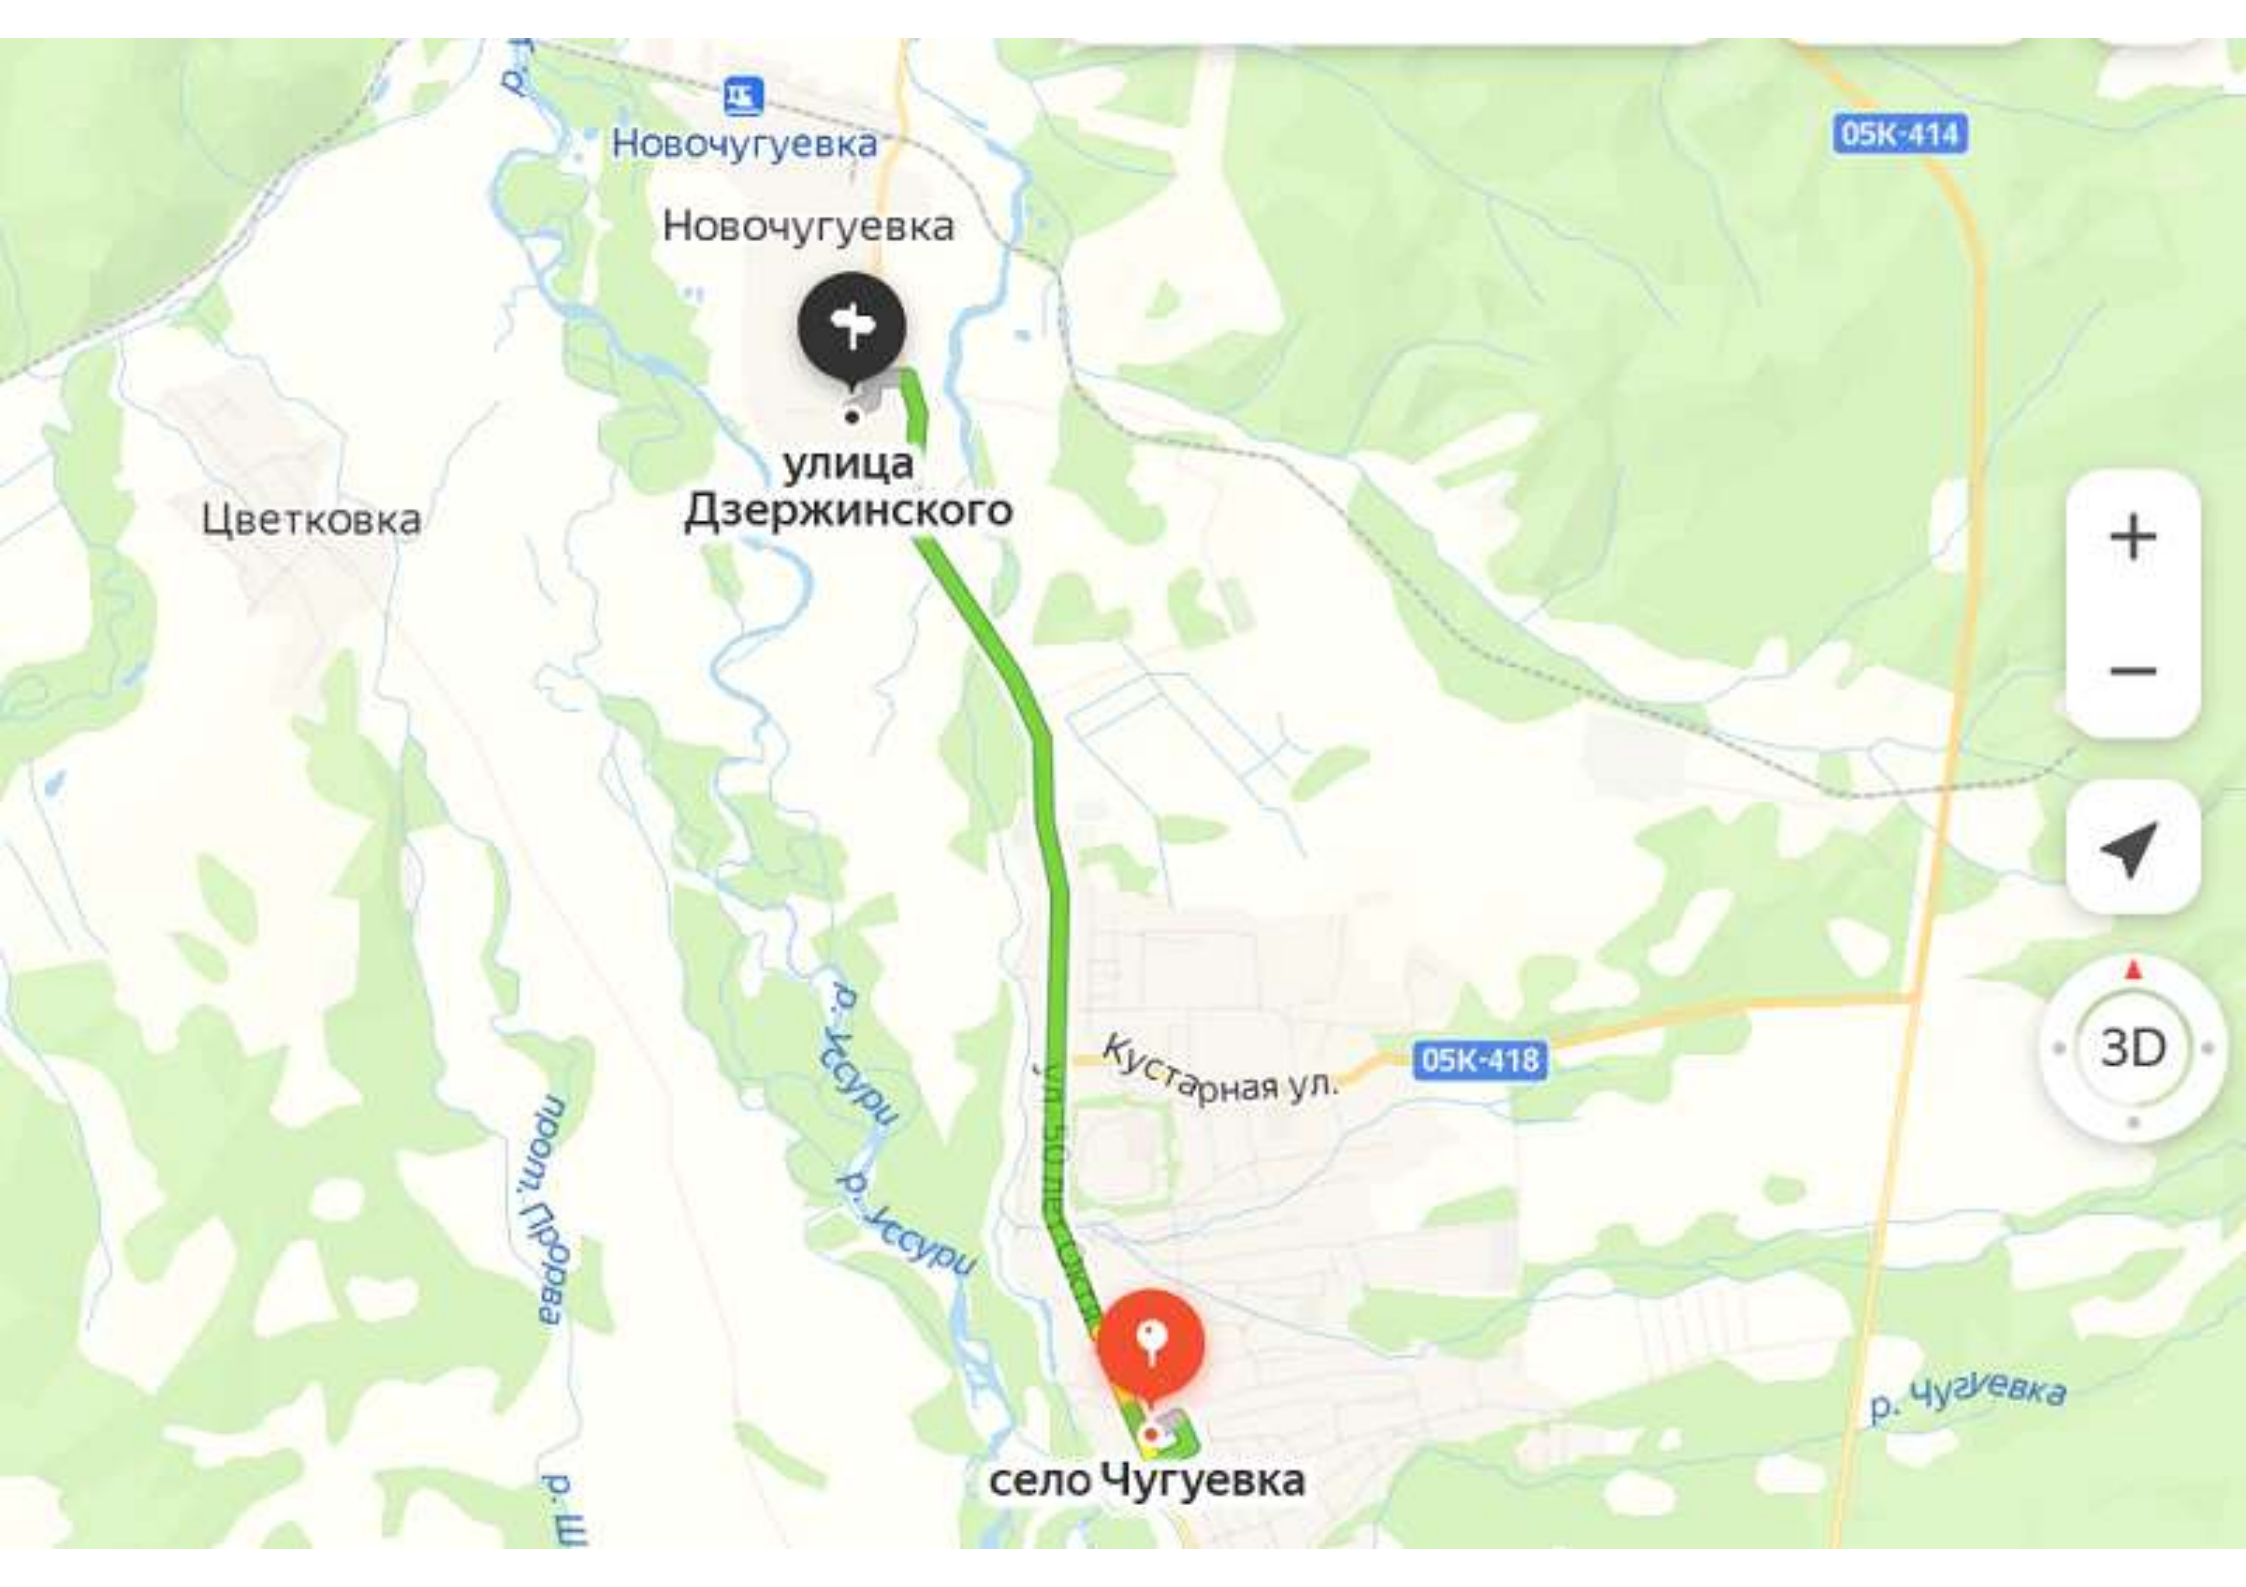 05К-414
Новочугуевка
Новочугуевка
улица
Дзержинского
Цветковка
р. Уссури
Кустарная ул.
05К-418
3D
р. Уссури
р. Чугуевка
село Чугуевка